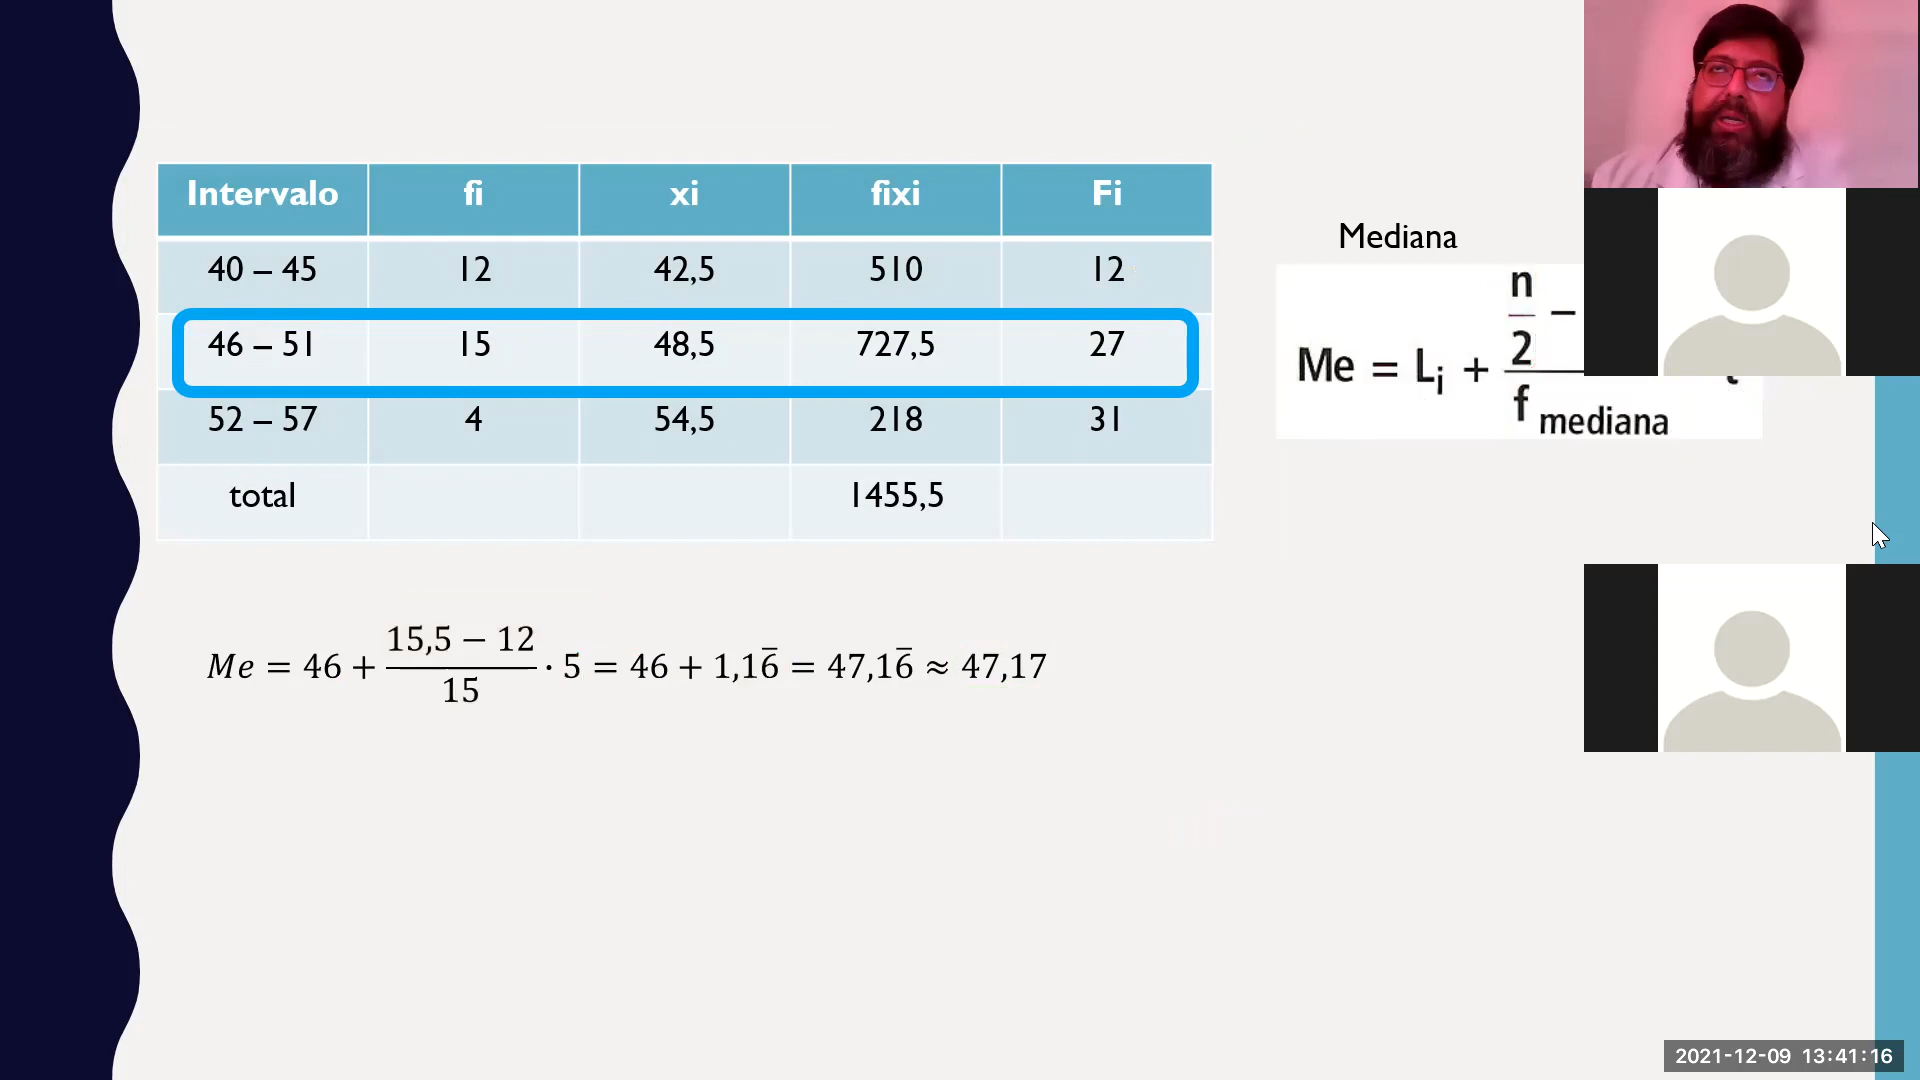 Intervalo fi xi fixi Fi
40 – 45 12 42,5 510 12
46 – 51 15 48,5 727,5 27
52 – 57 4 54,5 218 31
total 1455,5
Mediana
Me = Li + n/2 − / f mediana
Me = 46 + (15,5 − 12)/15 · 5 = 46 + 1,16̅ = 47,16̅ ≈ 47,17
2021-12-09 13:41:16